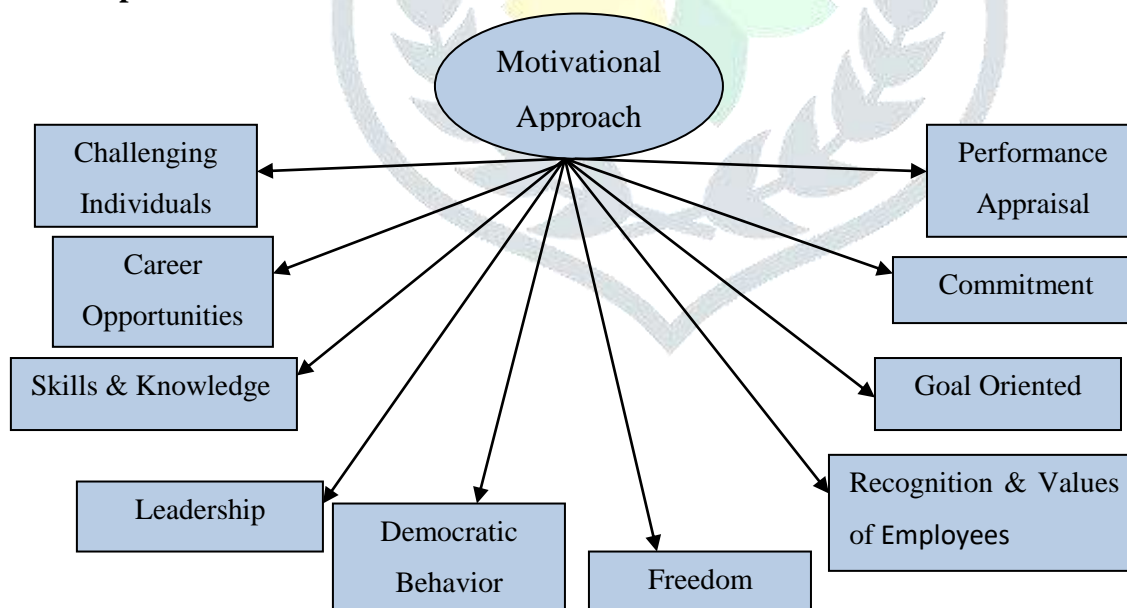 Motivational
Approach
Challenging
Individuals
Performance
Appraisal
Career
Opportunities
Commitment
Skills & Knowledge
Goal Oriented
Leadership
Recognition & Values
of Employees
Democratic
Behavior
Freedom